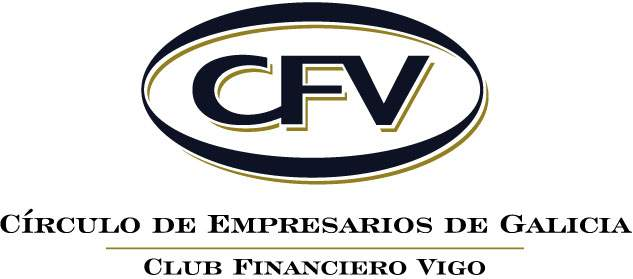 CFV
CÍRCULO DE EMPRESARIOS DE GALICIA
CLUB FINANCIERO VIGO